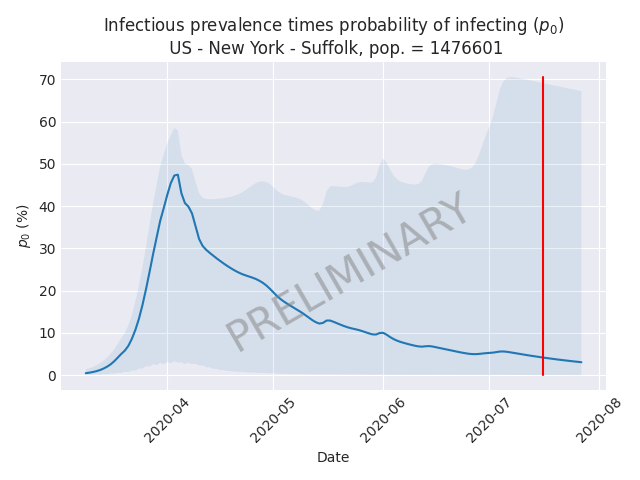 Infectious prevalence times probability of infecting (p₀)
US - New York - Suffolk, pop. = 1476601
70
60
50
40
30
20
10
0
p₀ (%)
PRELIMINARY
2020-04
2020-05
2020-06
2020-07
2020-08
Date